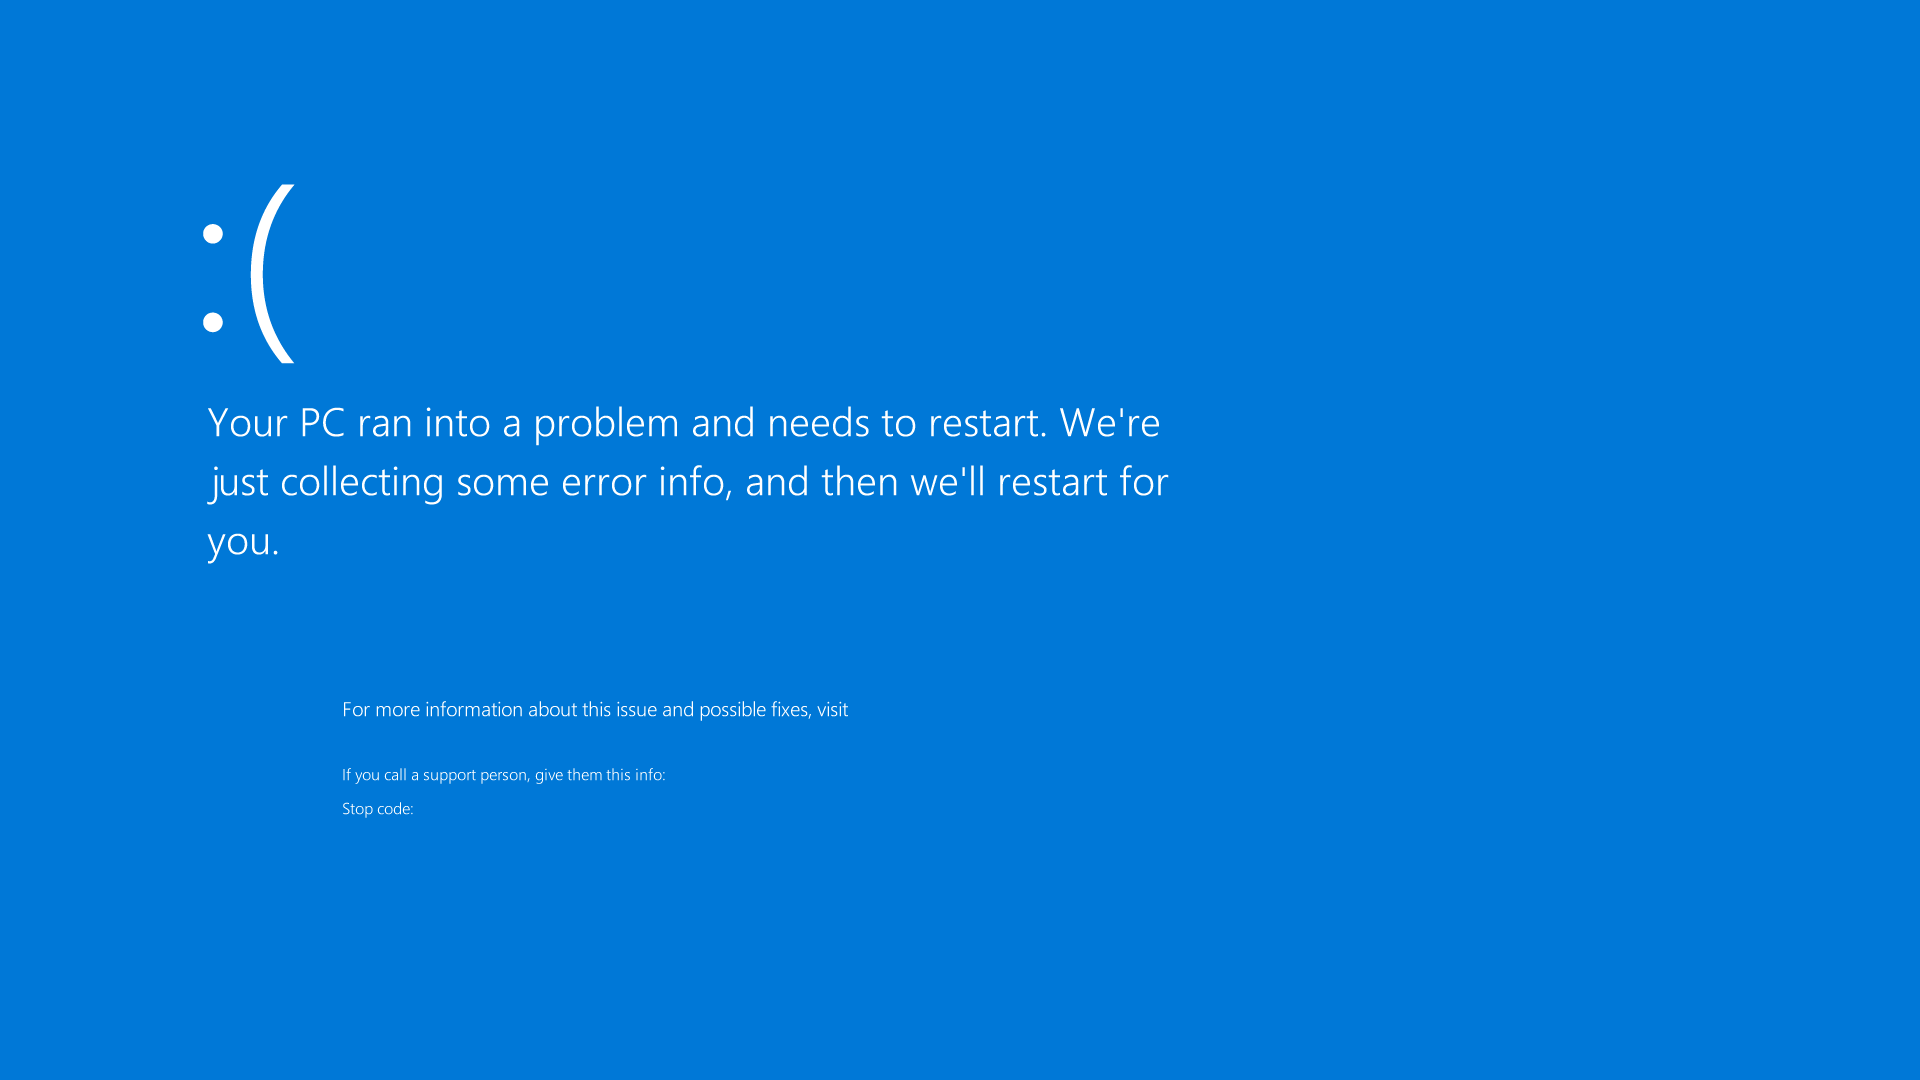 :(
Your PC ran into a problem and needs to restart. We're
just collecting some error info, and then we'll restart for
you.
For more information about this issue and possible fixes, visit
If you call a support person, give them this info:
Stop code: